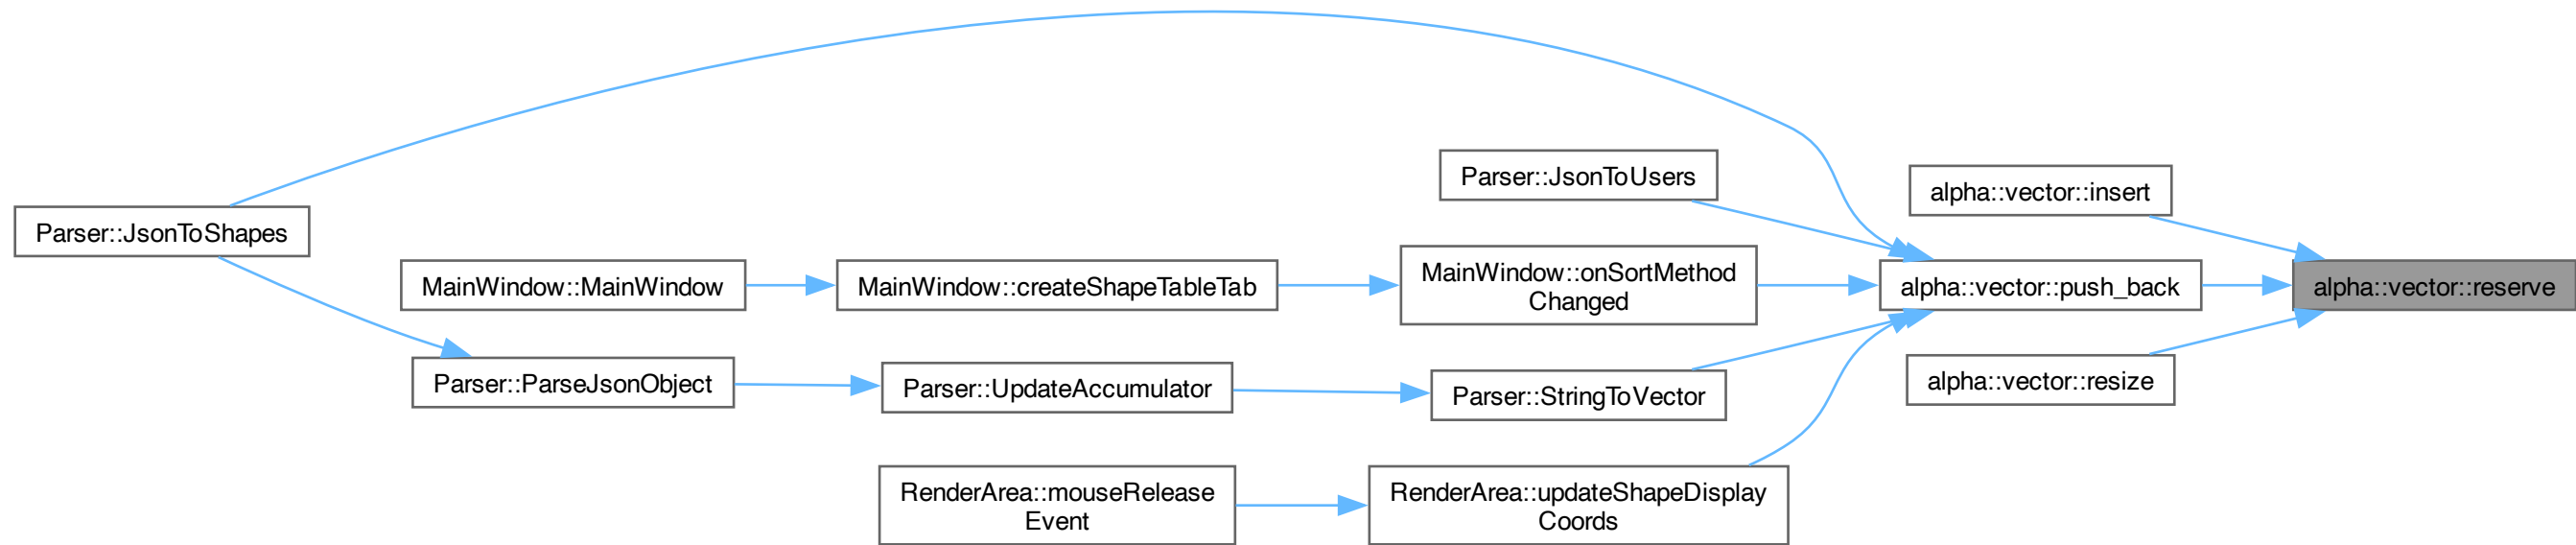 Parser::JsonToShapes
MainWindow::MainWindow
Parser::ParseJsonObject
MainWindow::createShapeTableTab
Parser::UpdateAccumulator
RenderArea::mouseRelease
Event
Parser::JsonToUsers
MainWindow::onSortMethod
Changed
Parser::StringToVector
RenderArea::updateShapeDisplay
Coords
alpha::vector::insert
alpha::vector::push_back
alpha::vector::resize
alpha::vector::reserve